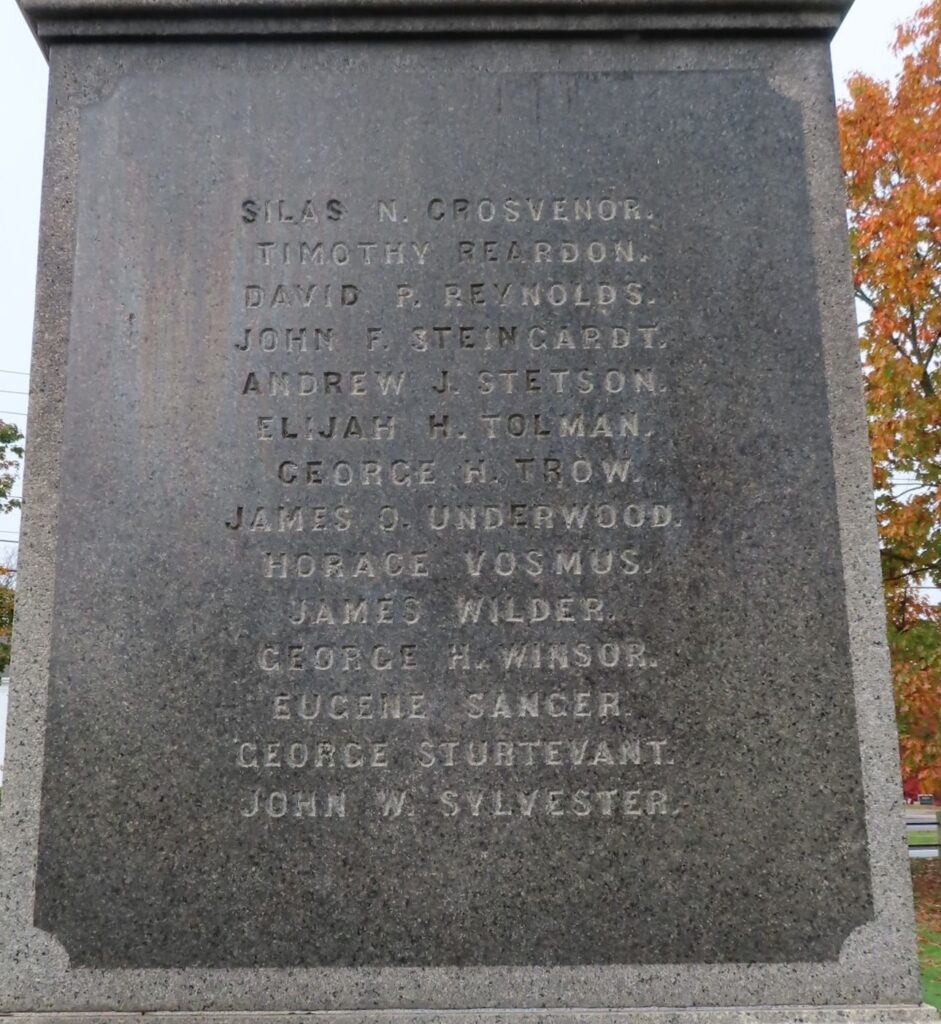 SILAS N. GROSVENOR.
TIMOTHY REARDON.
DAVID P. REYNOLDS.
JOHN F. STEINGARDT.
ANDREW J. STETSON.
ELIJAH H. TOLMAN.
GEORGE H. TROW.
JAMES O. UNDERWOOD.
HORACE VOSMUS.
JAMES WILDER.
GEORGE H. WINSOR.
EUGENE SANGER.
GEORGE STURTEVANT.
JOHN W. SYLVESTER.